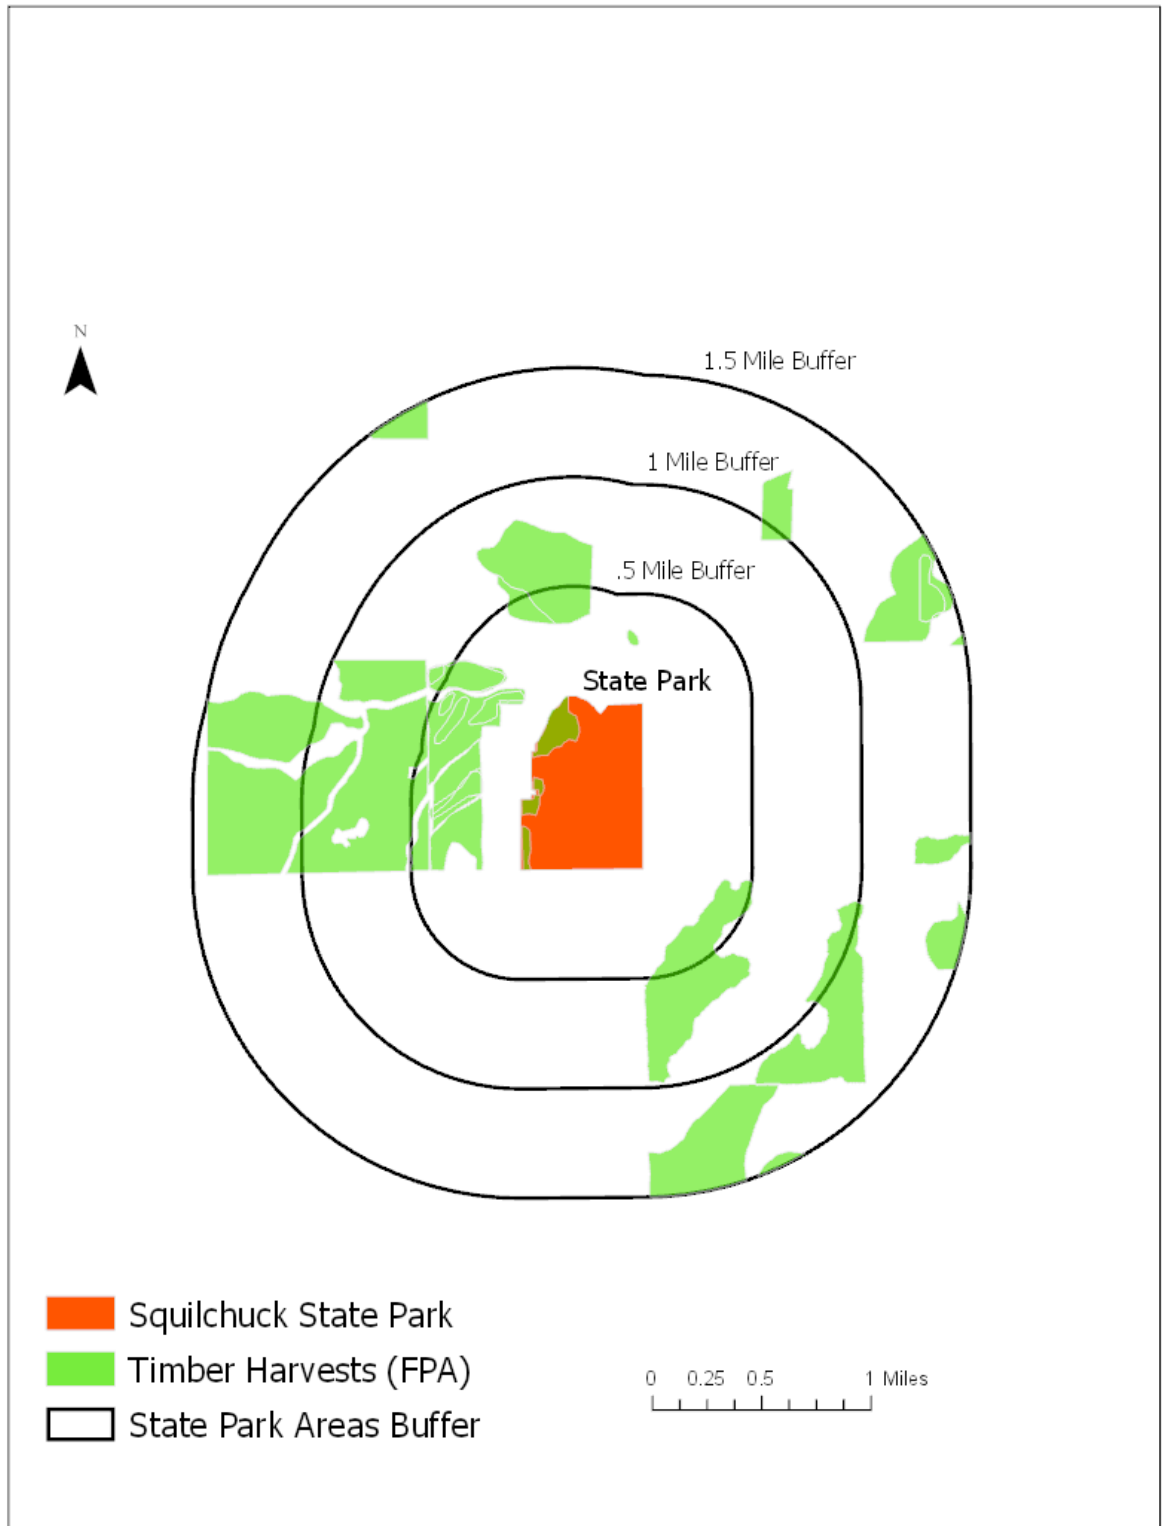 N
1.5 Mile Buffer
1 Mile Buffer
.5 Mile Buffer
State Park
Squilchuck State Park
Timber Harvests (FPA)
State Park Areas Buffer
0 0.25 0.5 1 Miles